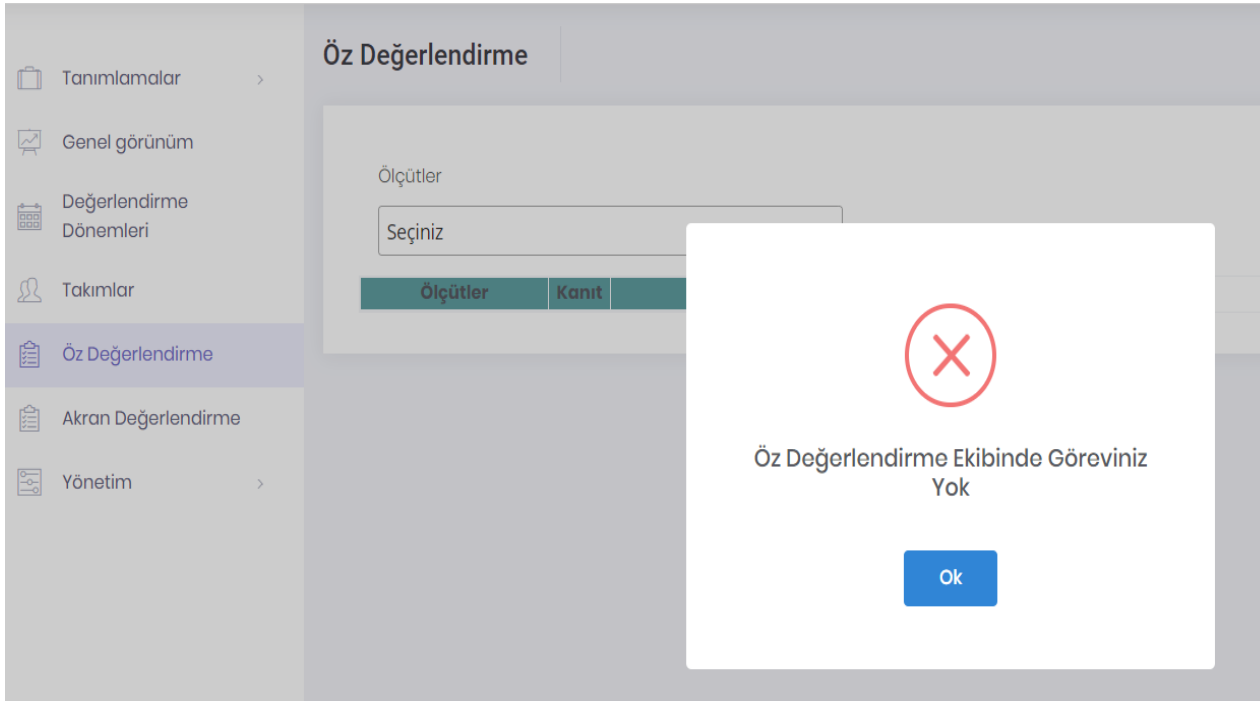 Öz Değerlendirme
Tanımlamalar
Genel görünüm
Değerlendirme
Dönemleri
Takımlar
Öz Değerlendirme
Akran Değerlendirme
Yönetim
Ölçütler
Seçiniz
Ölçütler Kanıt
Öz Değerlendirme Ekibinde Göreviniz
Yok
Ok